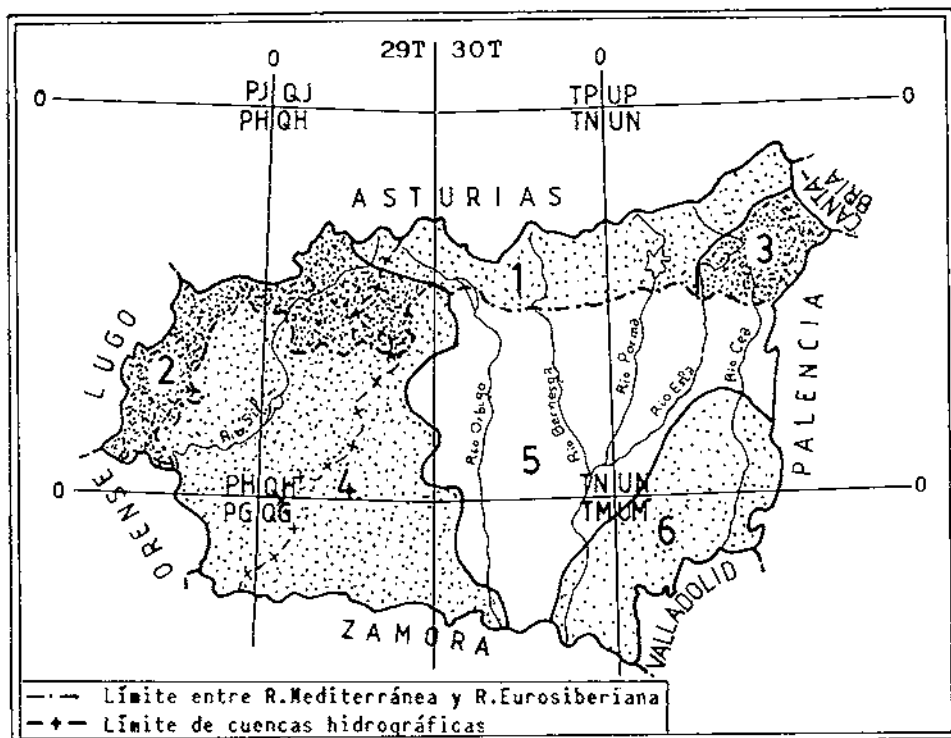 29T 30T
0 0
PJ QJ TP UP
0 0
PH QH TN UN
ASTURIAS
CANTA-
BRIA
1
3
LUGO
2
PALENCIA
Río Sil
Río Orbigo
Río Bernesga
Río Porma
Río Esla
Río Cea
5
0 PH QH 4 TN UN 0
PG QG TM UM
6
ORENSE
ZAMORA
VALLADOLID
Límite entre R.Mediterránea y R.Eurosiberiana
Límite de cuencas hidrográficas